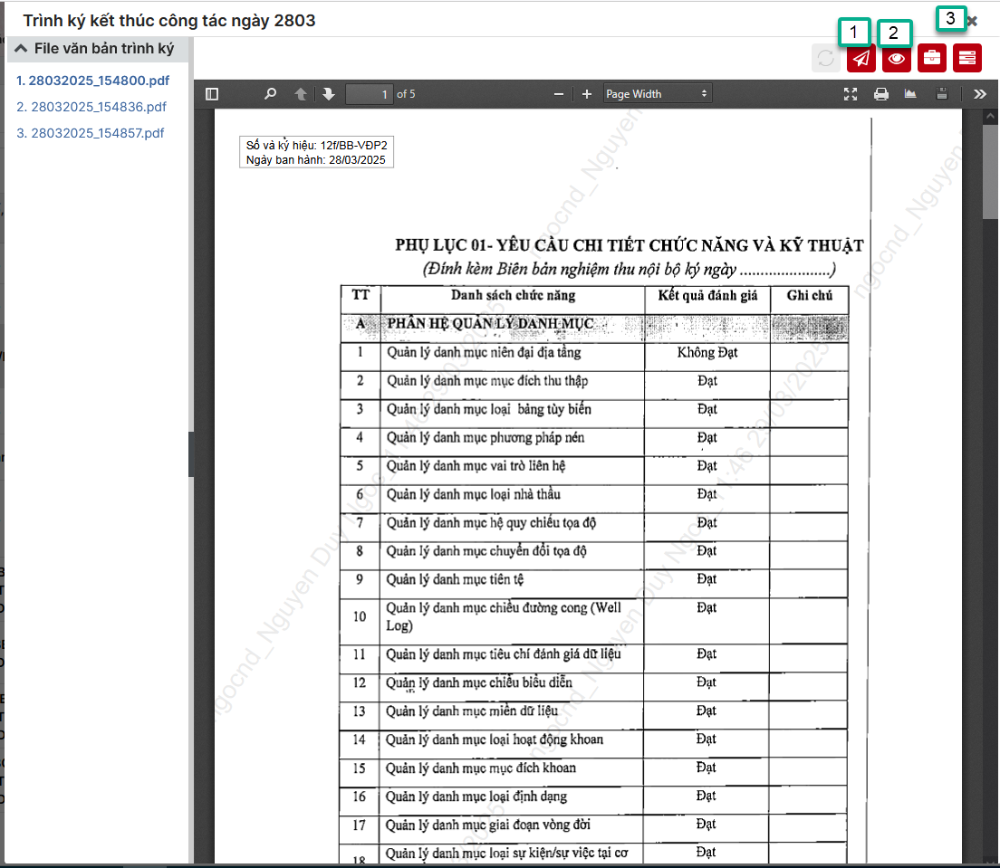 Trình ký kết thúc công tác ngày 2803
1
2
3
File văn bản trình ký
1. 28032025_154800.pdf
2. 28032025_154836.pdf
3. 28032025_154857.pdf
1 of 5
Page Width
Số và ký hiệu: 12f/BB-VĐP2
Ngày ban hành: 28/03/2025
PHỤ LỤC 01- YÊU CẦU CHI TIẾT CHỨC NĂNG VÀ KỸ THUẬT
(Đính kèm Biên bản nghiệm thu nội bộ ký ngày ......................)
TT Danh sách chức năng Kết quả đánh giá Ghi chú
A PHÂN HỆ QUẢN LÝ DANH MỤC
1 Quản lý danh mục niên đại địa tầng Không Đạt
2 Quản lý danh mục mục đích thu thập Đạt
3 Quản lý danh mục loại bảng tùy biến Đạt
4 Quản lý danh mục phương pháp nén Đạt
5 Quản lý danh mục vai trò liên hệ Đạt
6 Quản lý danh mục loại nhà thầu Đạt
7 Quản lý danh mục hệ quy chiếu tọa độ Đạt
8 Quản lý danh mục chuyển đổi tọa độ Đạt
9 Quản lý danh mục tiền tệ Đạt
10 Quản lý danh mục chiều đường cong (Well Đạt
Log)
11 Quản lý danh mục tiêu chí đánh giá dữ liệu Đạt
12 Quản lý danh mục chiều biểu diễn Đạt
13 Quản lý danh mục miền dữ liệu Đạt
14 Quản lý danh mục loại hoạt động khoan Đạt
15 Quản lý danh mục mục đích khoan Đạt
16 Quản lý danh mục loại định dạng Đạt
17 Quản lý danh mục giai đoạn vòng đời Đạt
18 Quản lý danh mục loại sự kiện/sự việc tại cơ Đạt
ngocnd_Nguyen Duy Ngoc_11:46 29/03/2025